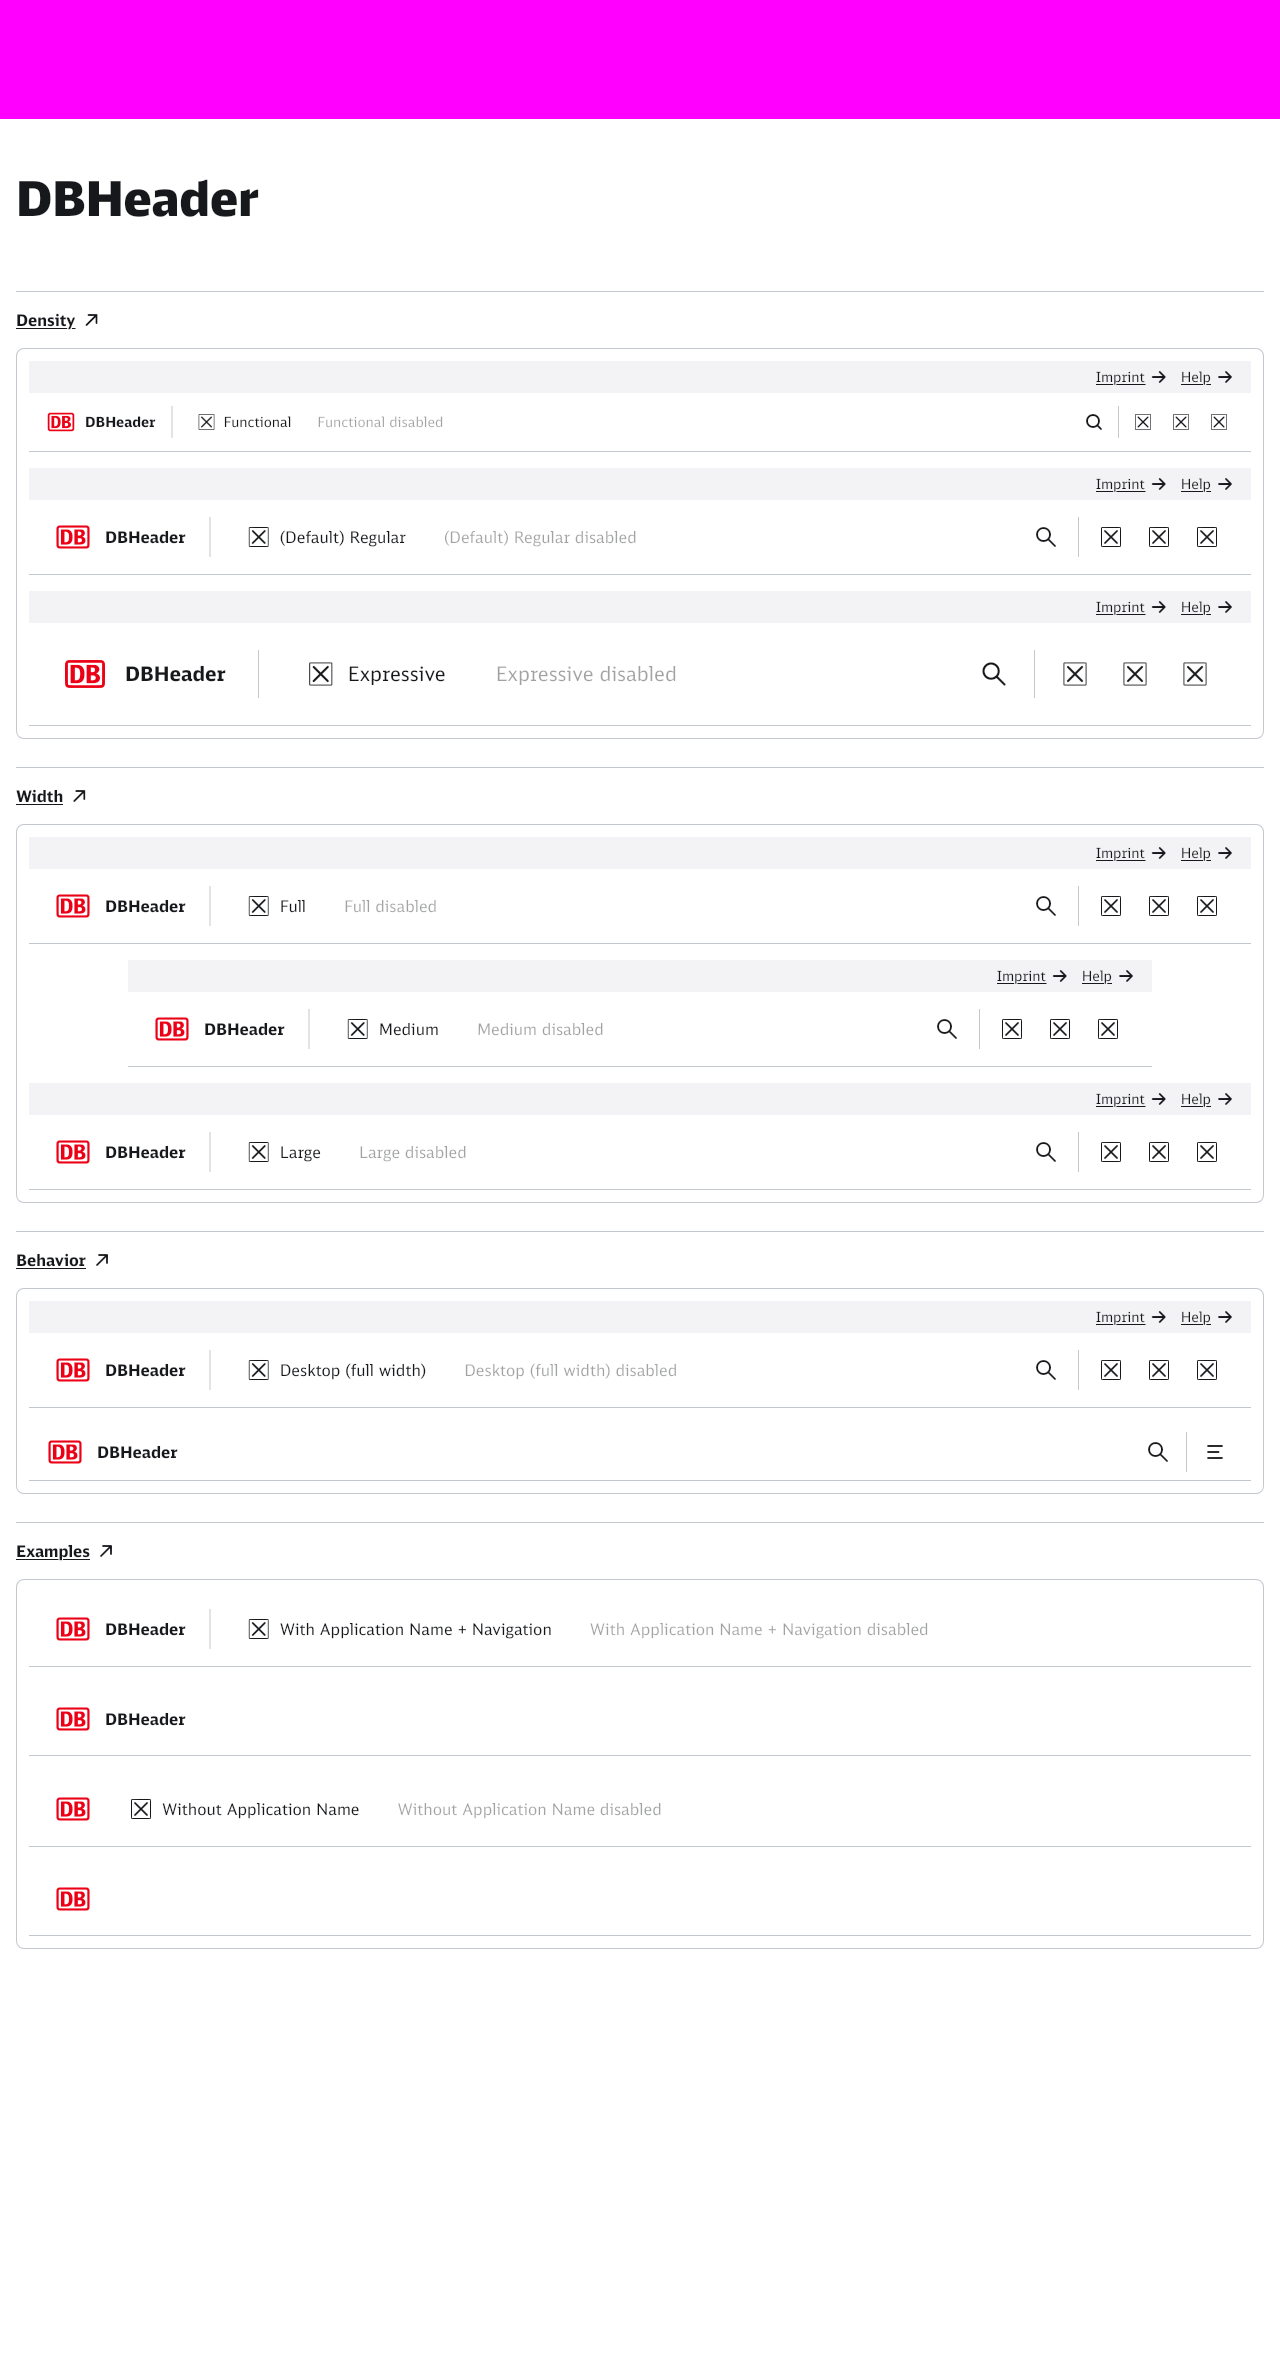 DBHeader
Density
Imprint Help
DB DBHeader Functional Functional disabled
Imprint Help
DB DBHeader (Default) Regular (Default) Regular disabled
Imprint Help
DB DBHeader Expressive Expressive disabled
Width
Imprint Help
DB DBHeader Full Full disabled
Imprint Help
DB DBHeader Medium Medium disabled
Imprint Help
DB DBHeader Large Large disabled
Behavior
Imprint Help
DB DBHeader Desktop (full width) Desktop (full width) disabled
DB DBHeader
Examples
DB DBHeader With Application Name + Navigation With Application Name + Navigation disabled
DB DBHeader
DB Without Application Name Without Application Name disabled
DB